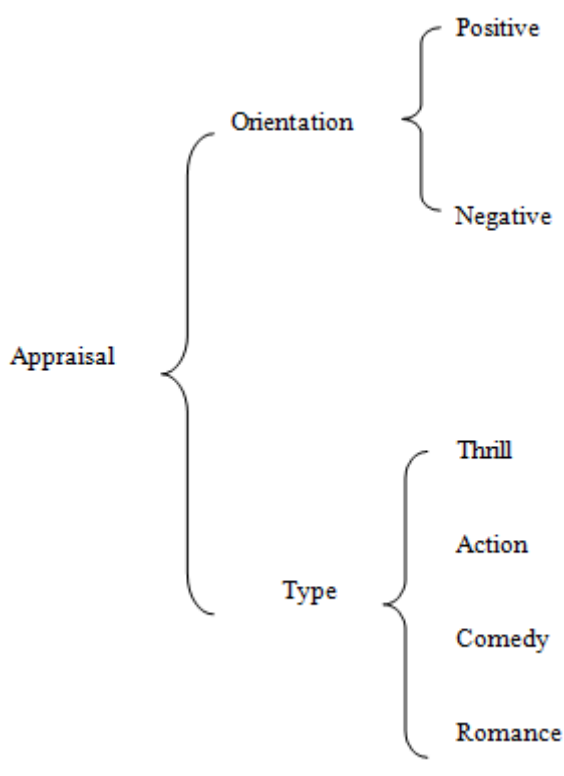 Positive
Orientation
Negative
Appraisal
Thrill
Action
Type
Comedy
Romance